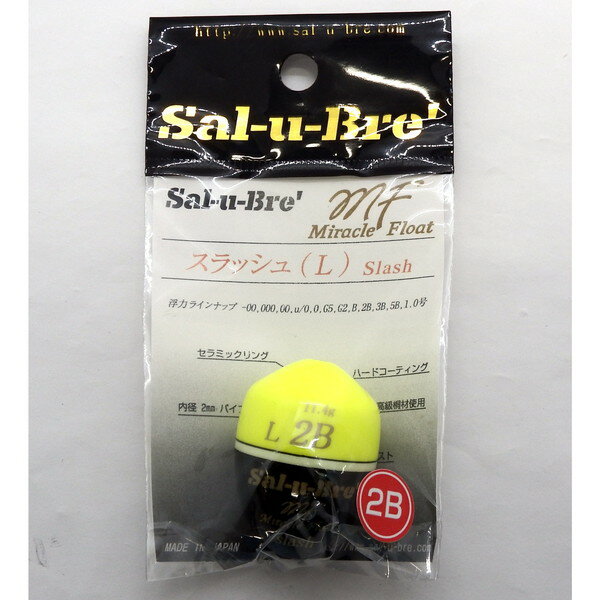 http://www.sal-u-bre.com
Sal-u-Bre'
Sal-u-Bre'
MF
Miracle Float
スラッシュ(L) Slash
浮力ラインナップ -00,000,00,u/0,0,G5,G2,B,2B,3B,5B,1.0号
セラミックリング
ハードコーティング
内径 2mm パイプ
高級桐材使用
11.4g
L 2B
Sal-u-Bre'
2B
MADE IN JAPAN